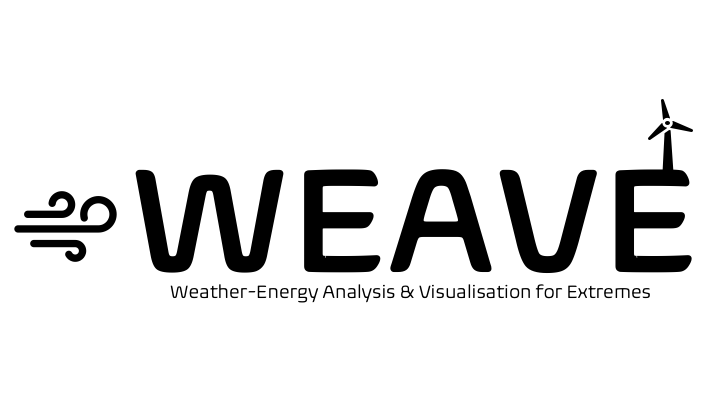 WEAVE
Weather-Energy Analysis & Visualisation for Extremes